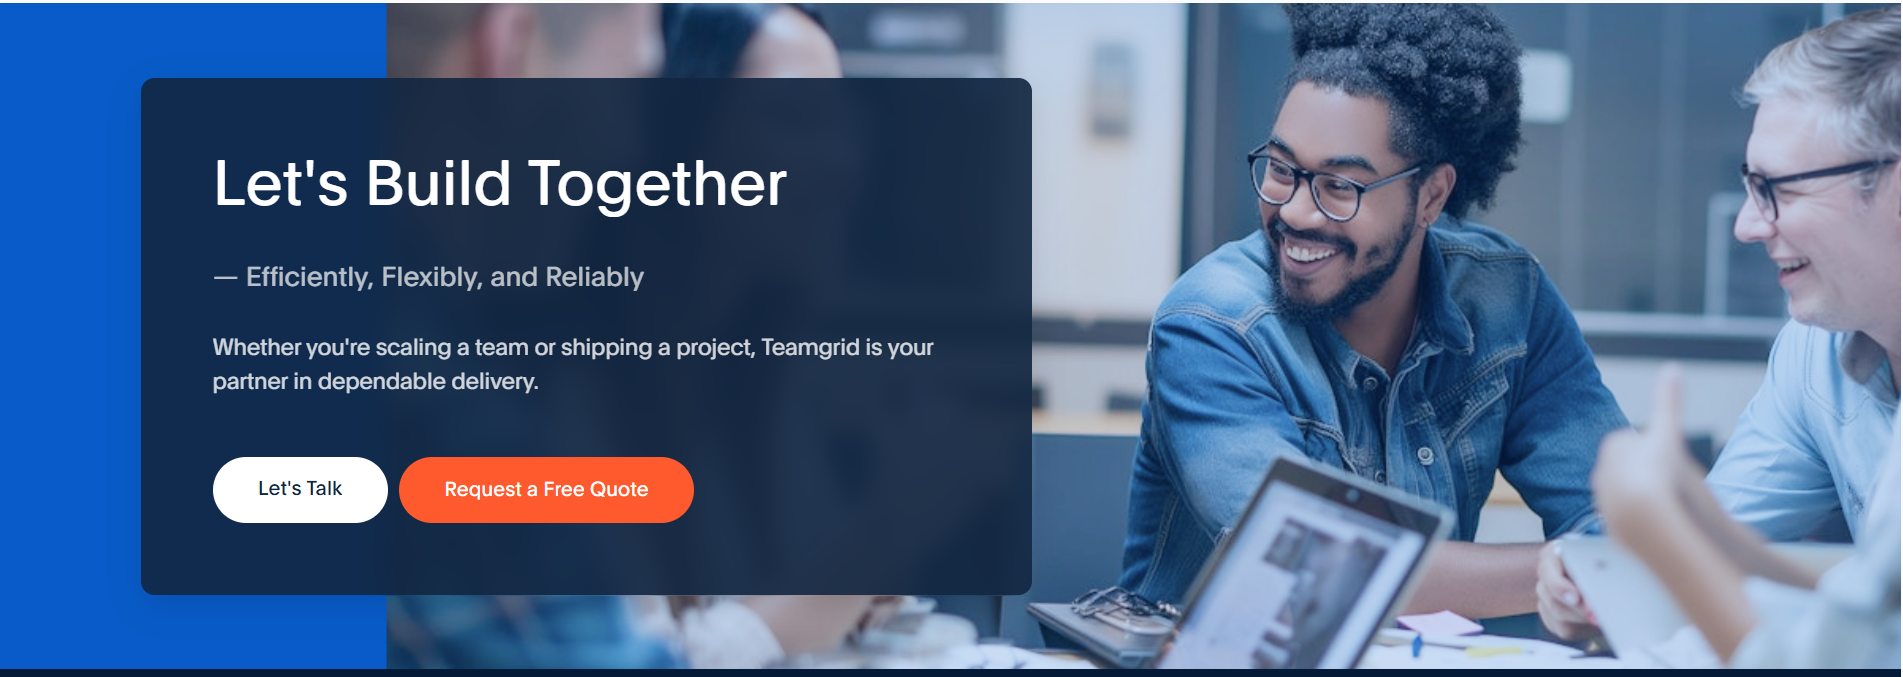 Let's Build Together
— Efficiently, Flexibly, and Reliably
Whether you're scaling a team or shipping a project, Teamgrid is your
partner in dependable delivery.
Let's Talk
Request a Free Quote